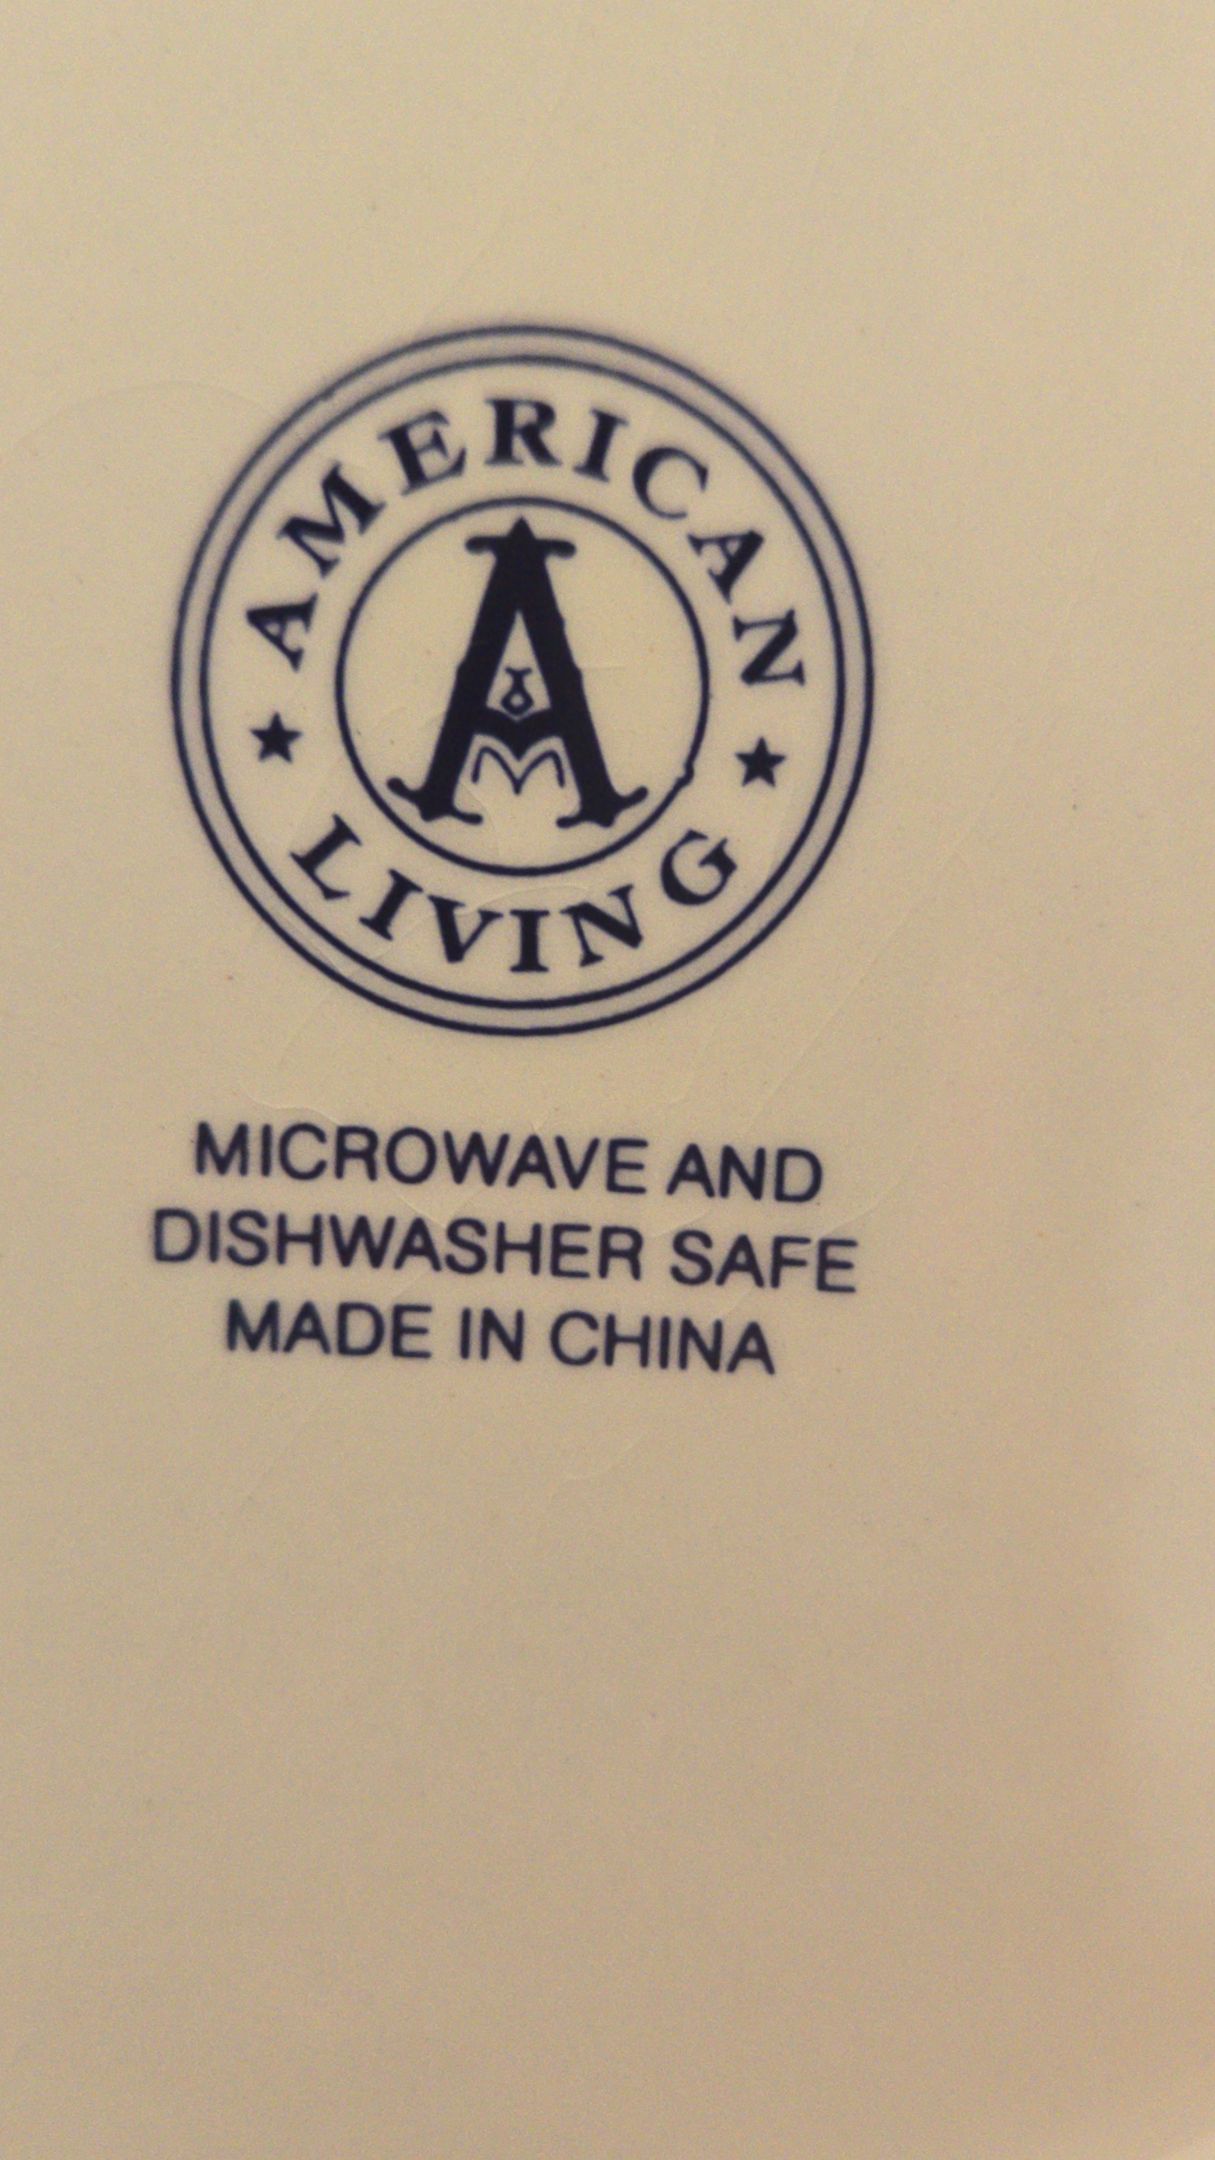 AMERICAN
A
LIVING
MICROWAVE AND
DISHWASHER SAFE
MADE IN CHINA